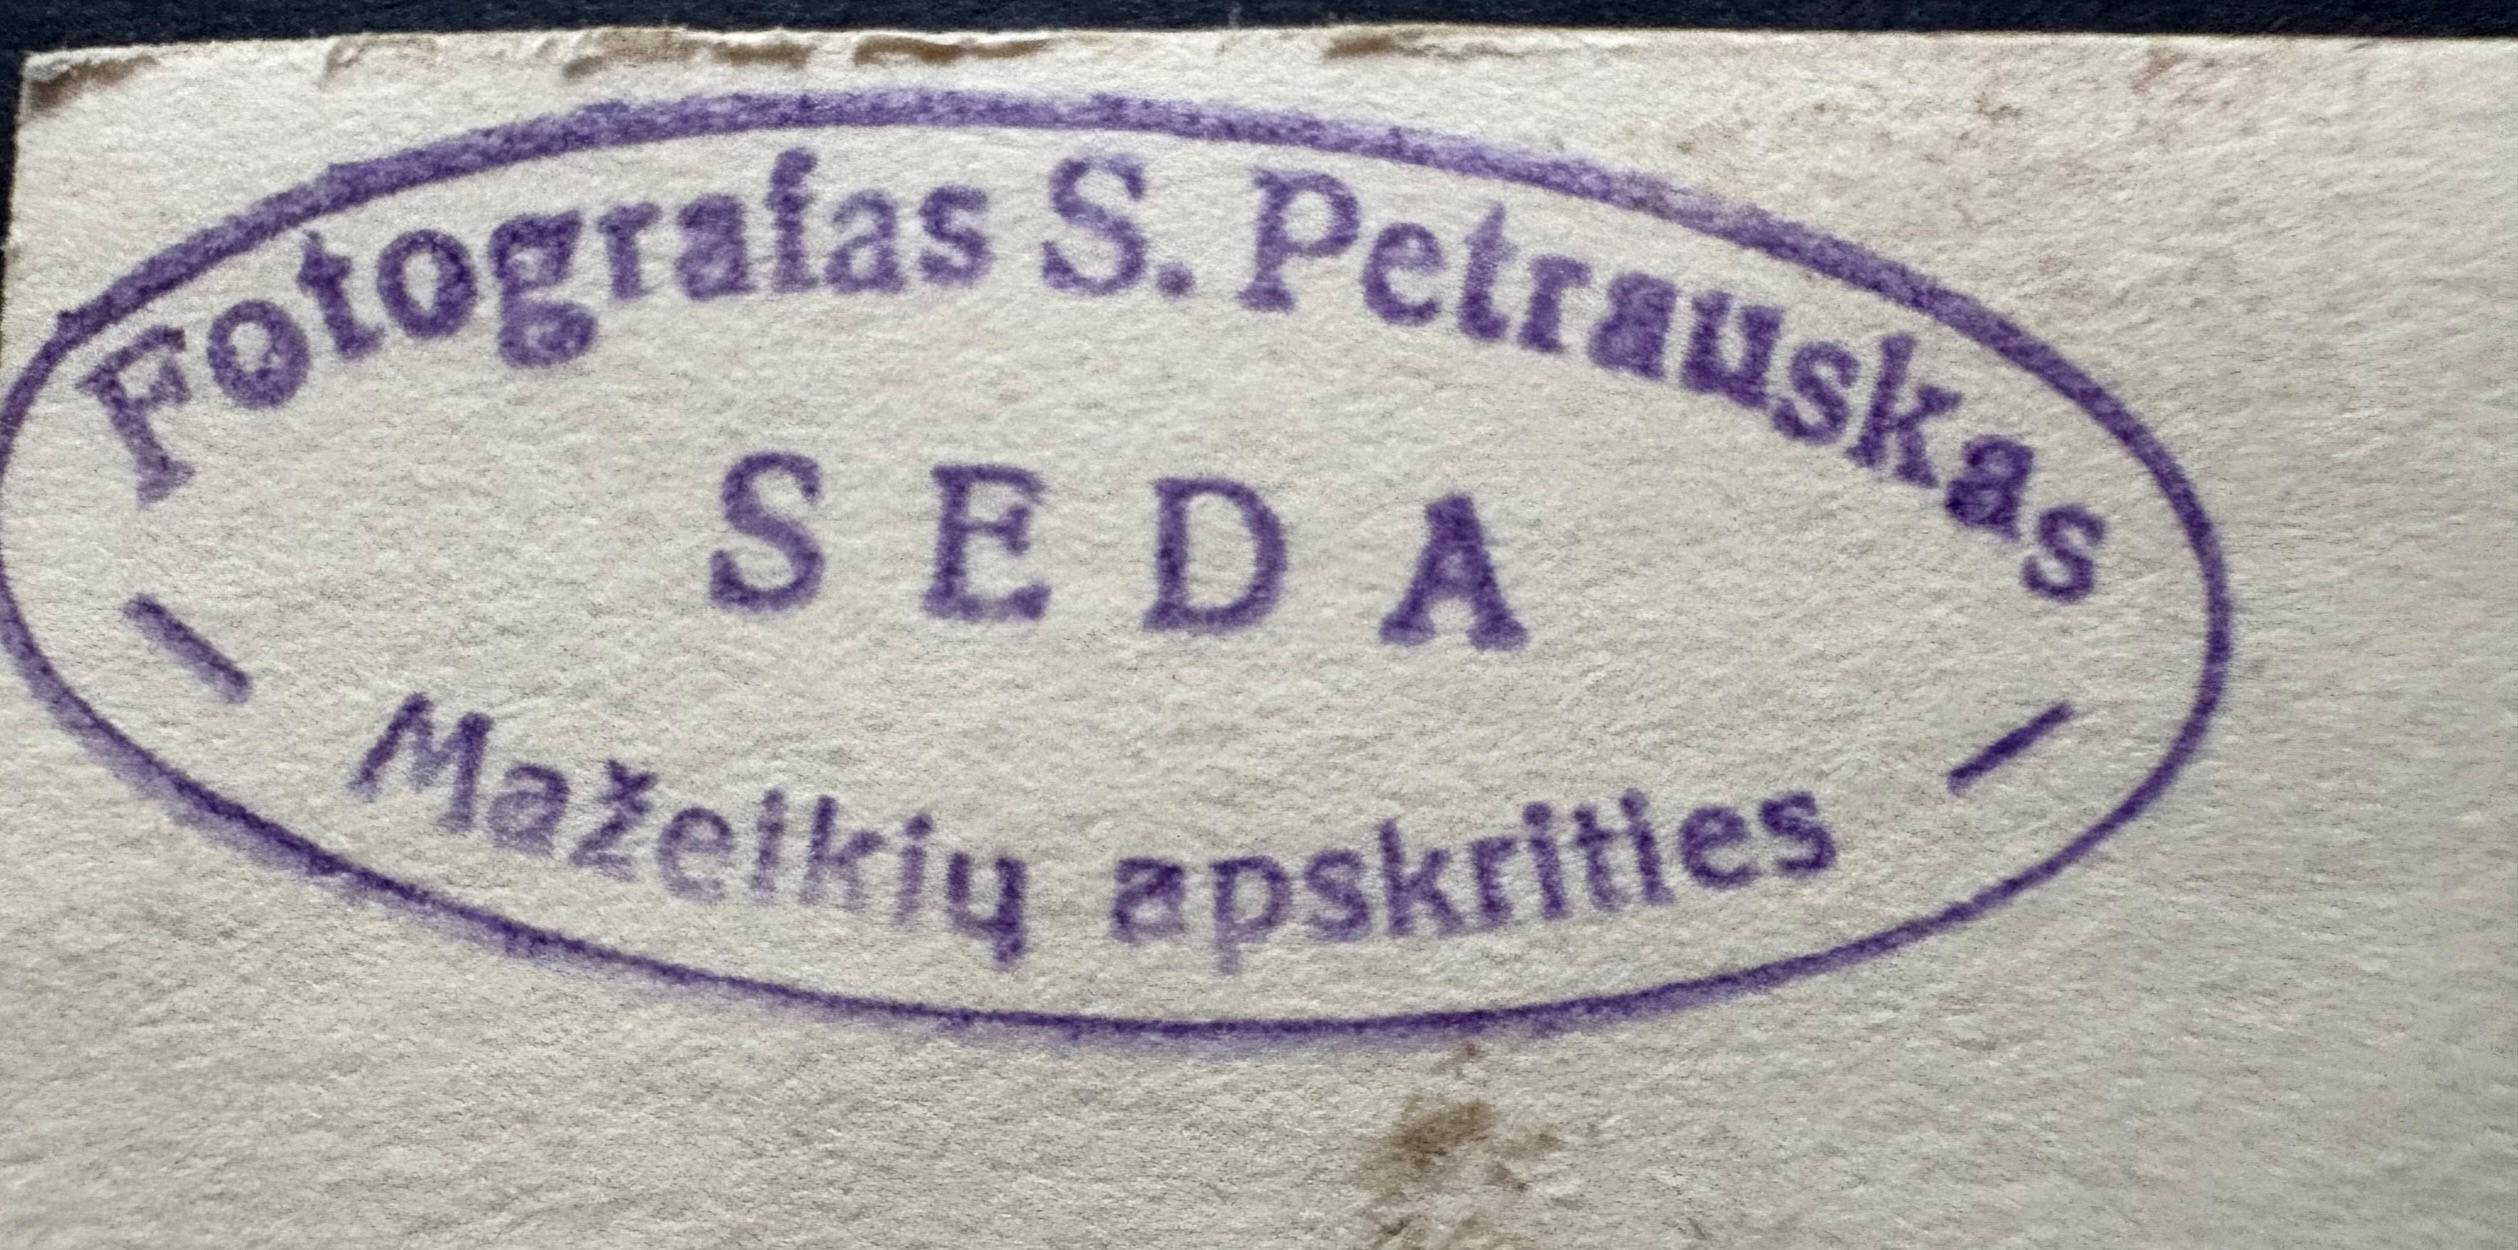 Fotografas S. Petrauskas
SEDA
— Mažeikių apskrities —